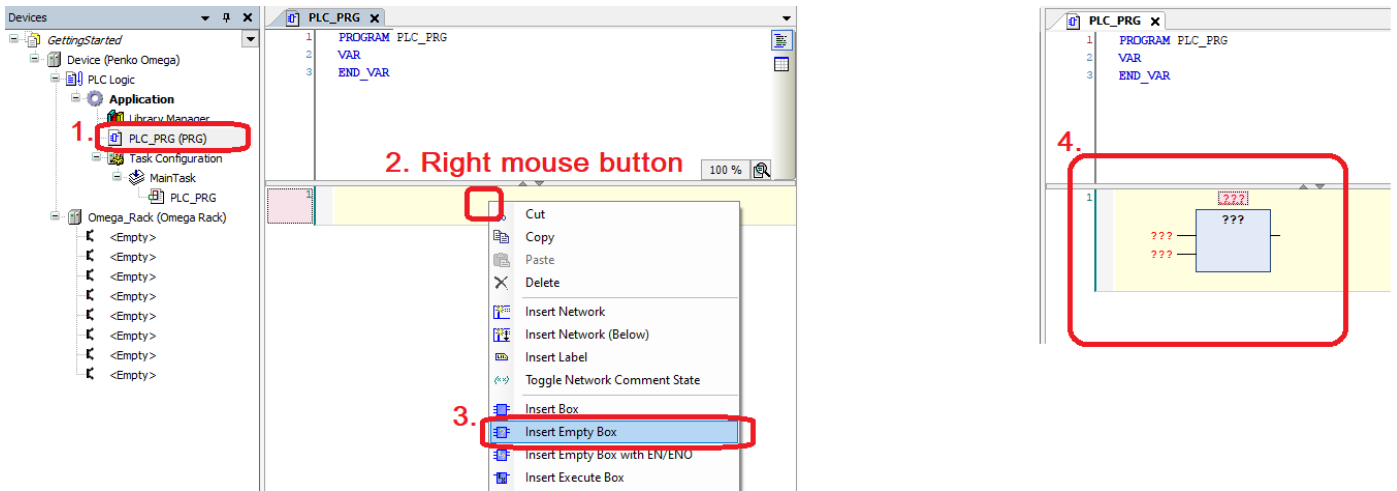 Devices
GettingStarted
Device (Penko Omega)
PLC Logic
Application
Library Manager
1.
PLC_PRG (PRG)
Task Configuration
MainTask
PLC_PRG
Omega_Rack (Omega Rack)
<Empty>
<Empty>
<Empty>
<Empty>
<Empty>
<Empty>
<Empty>
<Empty>
PLC_PRG
1 PROGRAM PLC_PRG
2 VAR
3 END_VAR
2. Right mouse button
100 %
1
Cut
Copy
Paste
Delete
Insert Network
Insert Network (Below)
Insert Label
Toggle Network Comment State
Insert Box
3.
Insert Empty Box
Insert Empty Box with EN/ENO
Insert Execute Box
PLC_PRG
1 PROGRAM PLC_PRG
2 VAR
3 END_VAR
4.
1
???
???
???
???